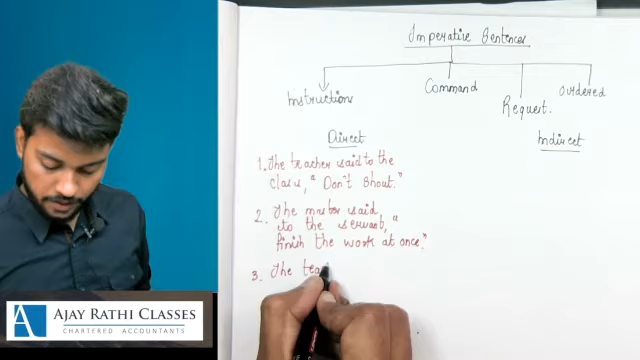 Imperative Sentences
Instruction
Command
Request.
Ordered
Direct
Indirect
1. The teacher said to the
class, "Don't shout."
2. The master said
to the servant, "
finish the work at once."
3. The tea
AJAY RATHI CLASSES
CHARTERED ACCOUNTANTS